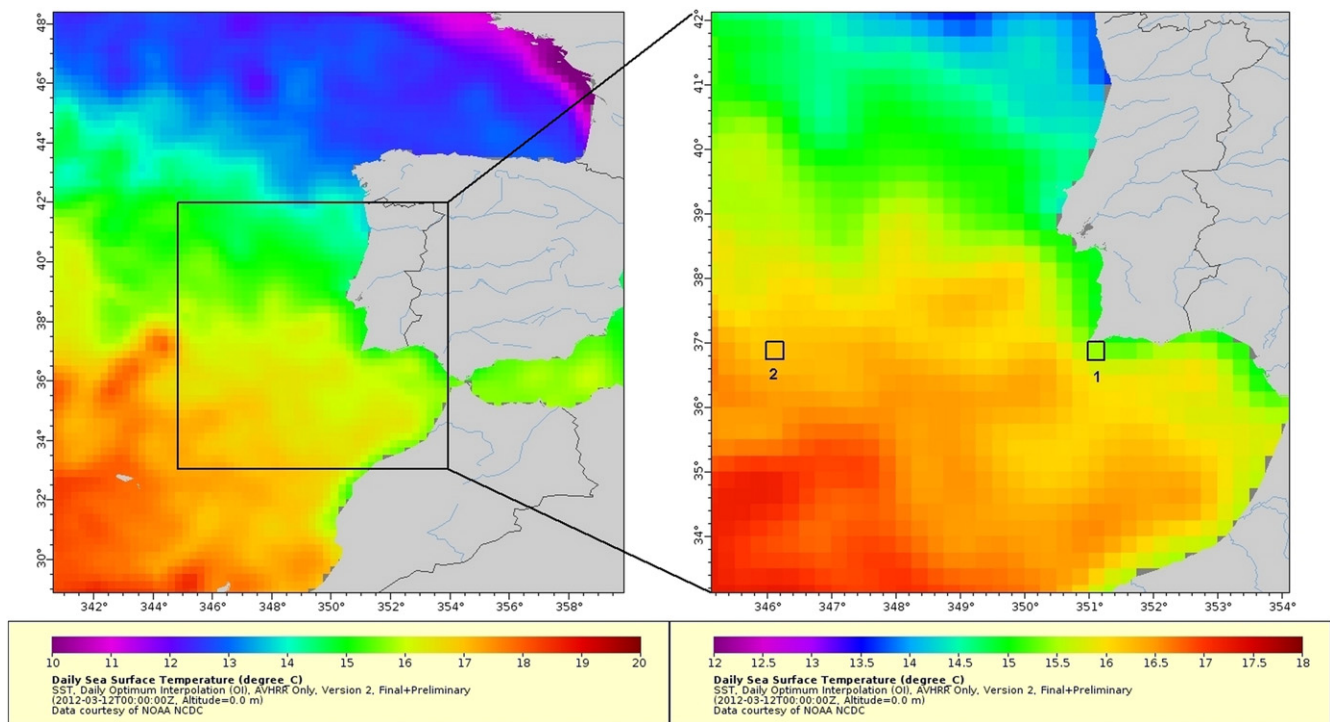 48°
46°
44°
42°
40°
38°
36°
34°
32°
30°
342° 344° 346° 348° 350° 352° 354° 356° 358°
42°
41°
40°
39°
38°
37°
36°
35°
34°
2
1
346° 347° 348° 349° 350° 351° 352° 353° 354°
10 11 12 13 14 15 16 17 18 19 20
Daily Sea Surface Temperature (degree_C)
SST, Daily Optimum Interpolation (OI), AVHRR Only, Version 2, Final+Preliminary
(2012-03-12T00:00:00Z, Altitude=0.0 m)
Data courtesy of NOAA NCDC
12 12.5 13 13.5 14 14.5 15 15.5 16 16.5 17 17.5 18
Daily Sea Surface Temperature (degree_C)
SST, Daily Optimum Interpolation (OI), AVHRR Only, Version 2, Final+Preliminary
(2012-03-12T00:00:00Z, Altitude=0.0 m)
Data courtesy of NOAA NCDC